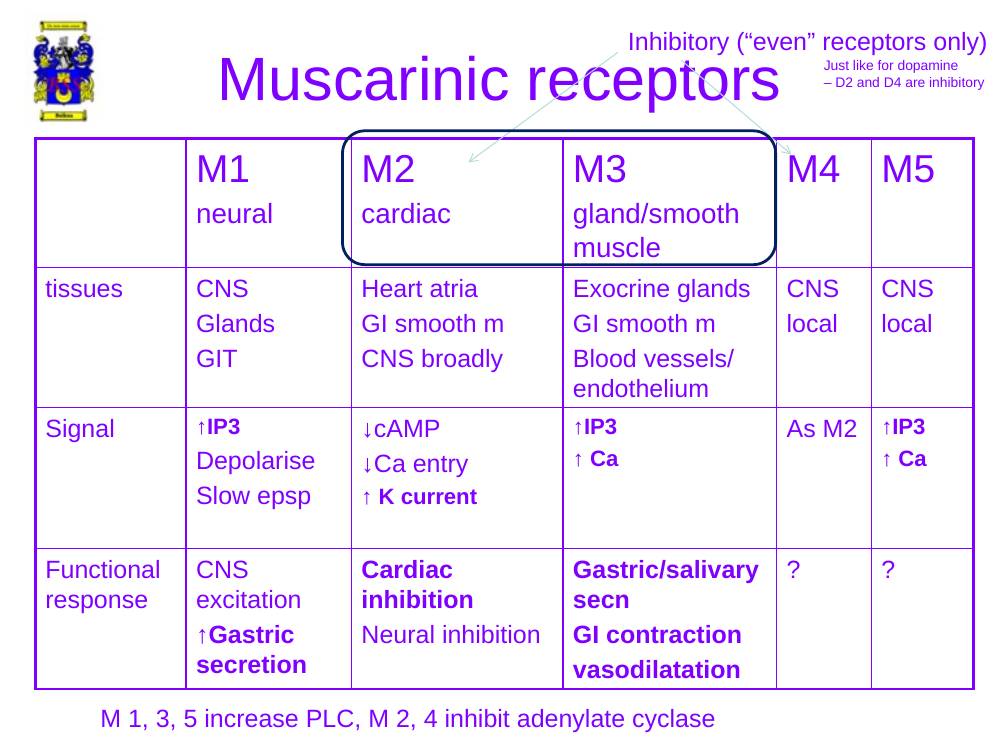 Inhibitory (“even” receptors only)
Just like for dopamine
– D2 and D4 are inhibitory
Muscarinic receptors
M1
neural
M2
cardiac
M3
gland/smooth
muscle
M4
M5
tissues
CNS
Glands
GIT
Heart atria
GI smooth m
CNS broadly
Exocrine glands
GI smooth m
Blood vessels/
endothelium
CNS
local
CNS
local
Signal
↑IP3
Depolarise
Slow epsp
↓cAMP
↓Ca entry
↑ K current
↑IP3
↑ Ca
As M2
↑IP3
↑ Ca
Functional
response
CNS
excitation
↑Gastric
secretion
Cardiac
inhibition
Neural inhibition
Gastric/salivary
secn
GI contraction
vasodilatation
?
?
M 1, 3, 5 increase PLC, M 2, 4 inhibit adenylate cyclase